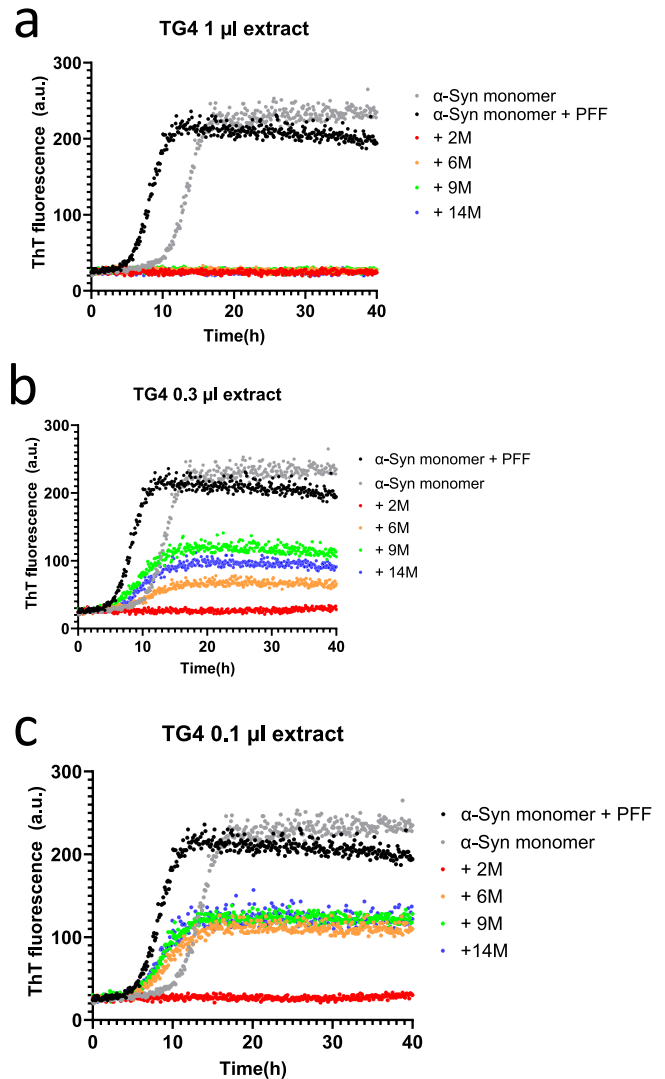 a
TG4 1 µl extract
ThT fluorescence (a.u.)
300
200
100
0
0 10 20 30 40
Time(h)
α-Syn monomer
α-Syn monomer + PFF
+ 2M
+ 6M
+ 9M
+ 14M
b
TG4 0.3 µl extract
ThT fluorescence (a.u.)
300
200
100
0
0 10 20 30 40
Time(h)
α-Syn monomer + PFF
α-Syn monomer
+ 2M
+ 6M
+ 9M
+ 14M
c
TG4 0.1 µl extract
ThT fluorescence (a.u.)
300
200
100
0
0 10 20 30 40
Time(h)
α-Syn monomer + PFF
α-Syn monomer
+ 2M
+ 6M
+ 9M
+14M